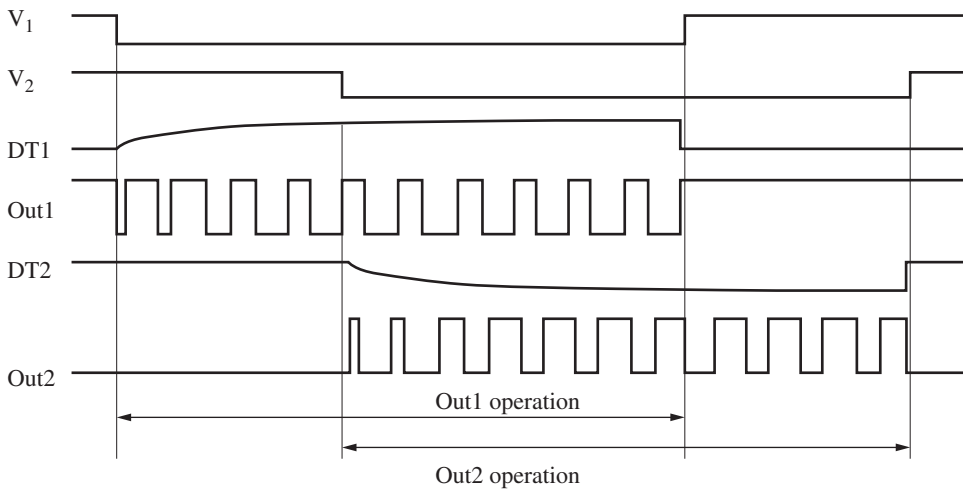 V1
V2
DT1
Out1
DT2
Out2
Out1 operation
Out2 operation